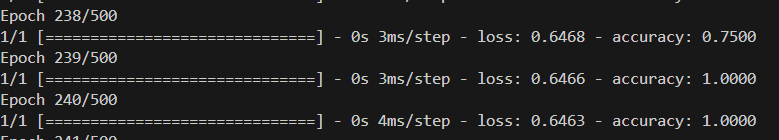 Epoch 238/500
1/1 [==============================] - 0s 3ms/step - loss: 0.6468 - accuracy: 0.7500
Epoch 239/500
1/1 [==============================] - 0s 3ms/step - loss: 0.6466 - accuracy: 1.0000
Epoch 240/500
1/1 [==============================] - 0s 4ms/step - loss: 0.6463 - accuracy: 1.0000
Epoch 241/500